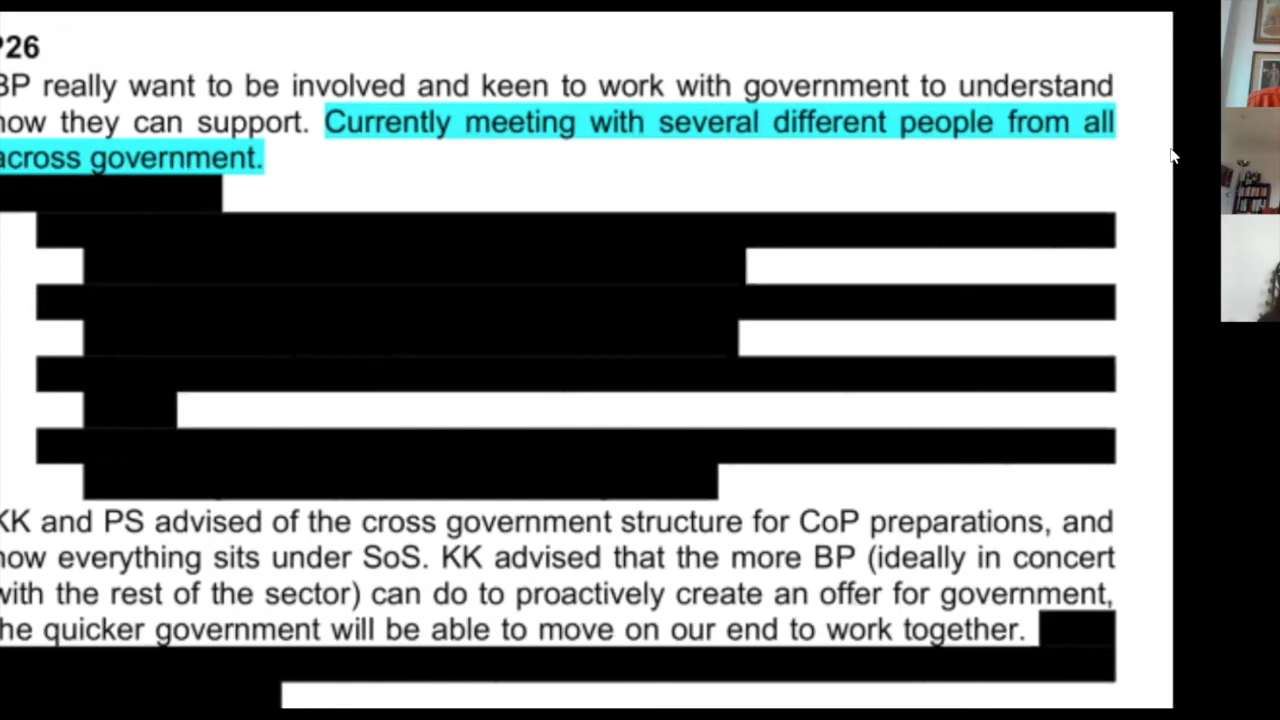 P26
BP really want to be involved and keen to work with government to understand
how they can support. Currently meeting with several different people from all
across government.
KK and PS advised of the cross government structure for CoP preparations, and
how everything sits under SoS. KK advised that the more BP (ideally in concert
with the rest of the sector) can do to proactively create an offer for government,
the quicker government will be able to move on our end to work together.